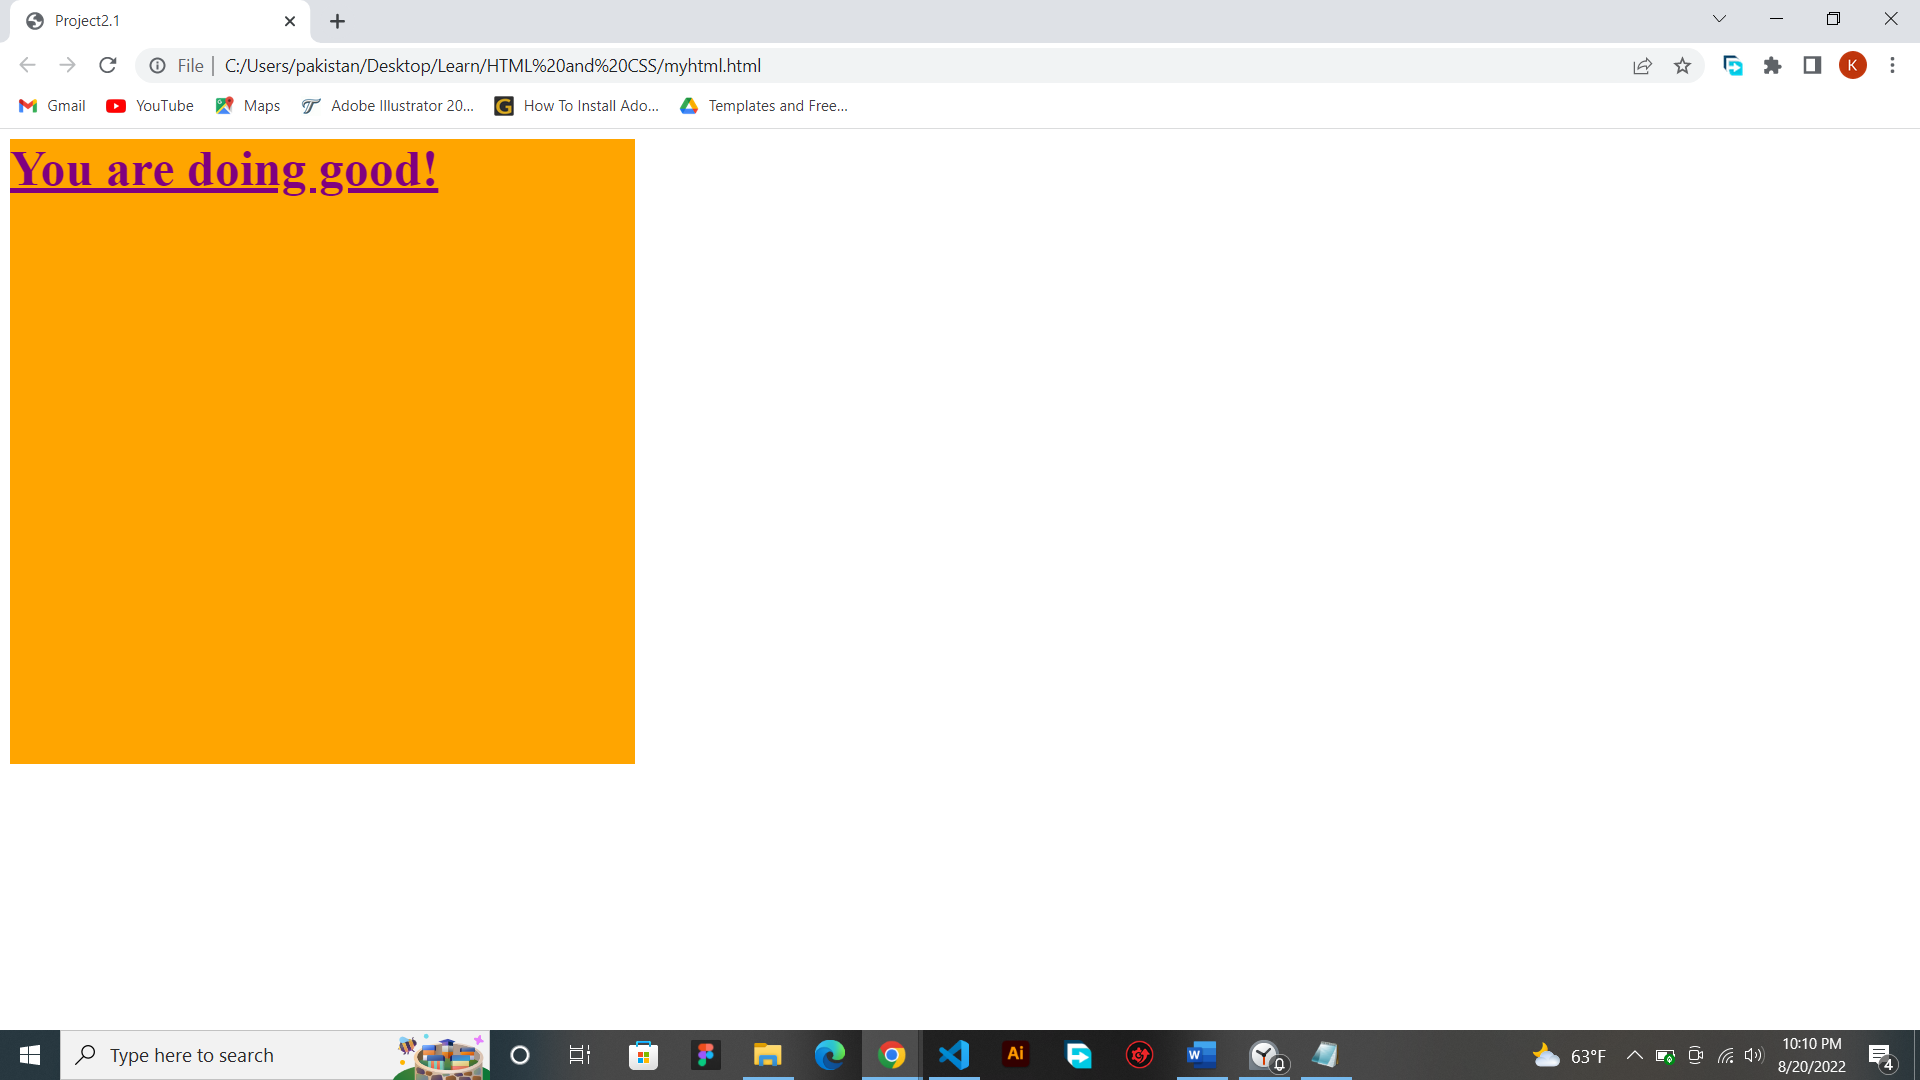 Project2.1
File | C:/Users/pakistan/Desktop/Learn/HTML%20and%20CSS/myhtml.html
K
Gmail YouTube Maps Adobe Illustrator 20... How To Install Ado... Templates and Free...
You are doing good!
Type here to search
Ai
W
63°F
10:10 PM
8/20/2022
4